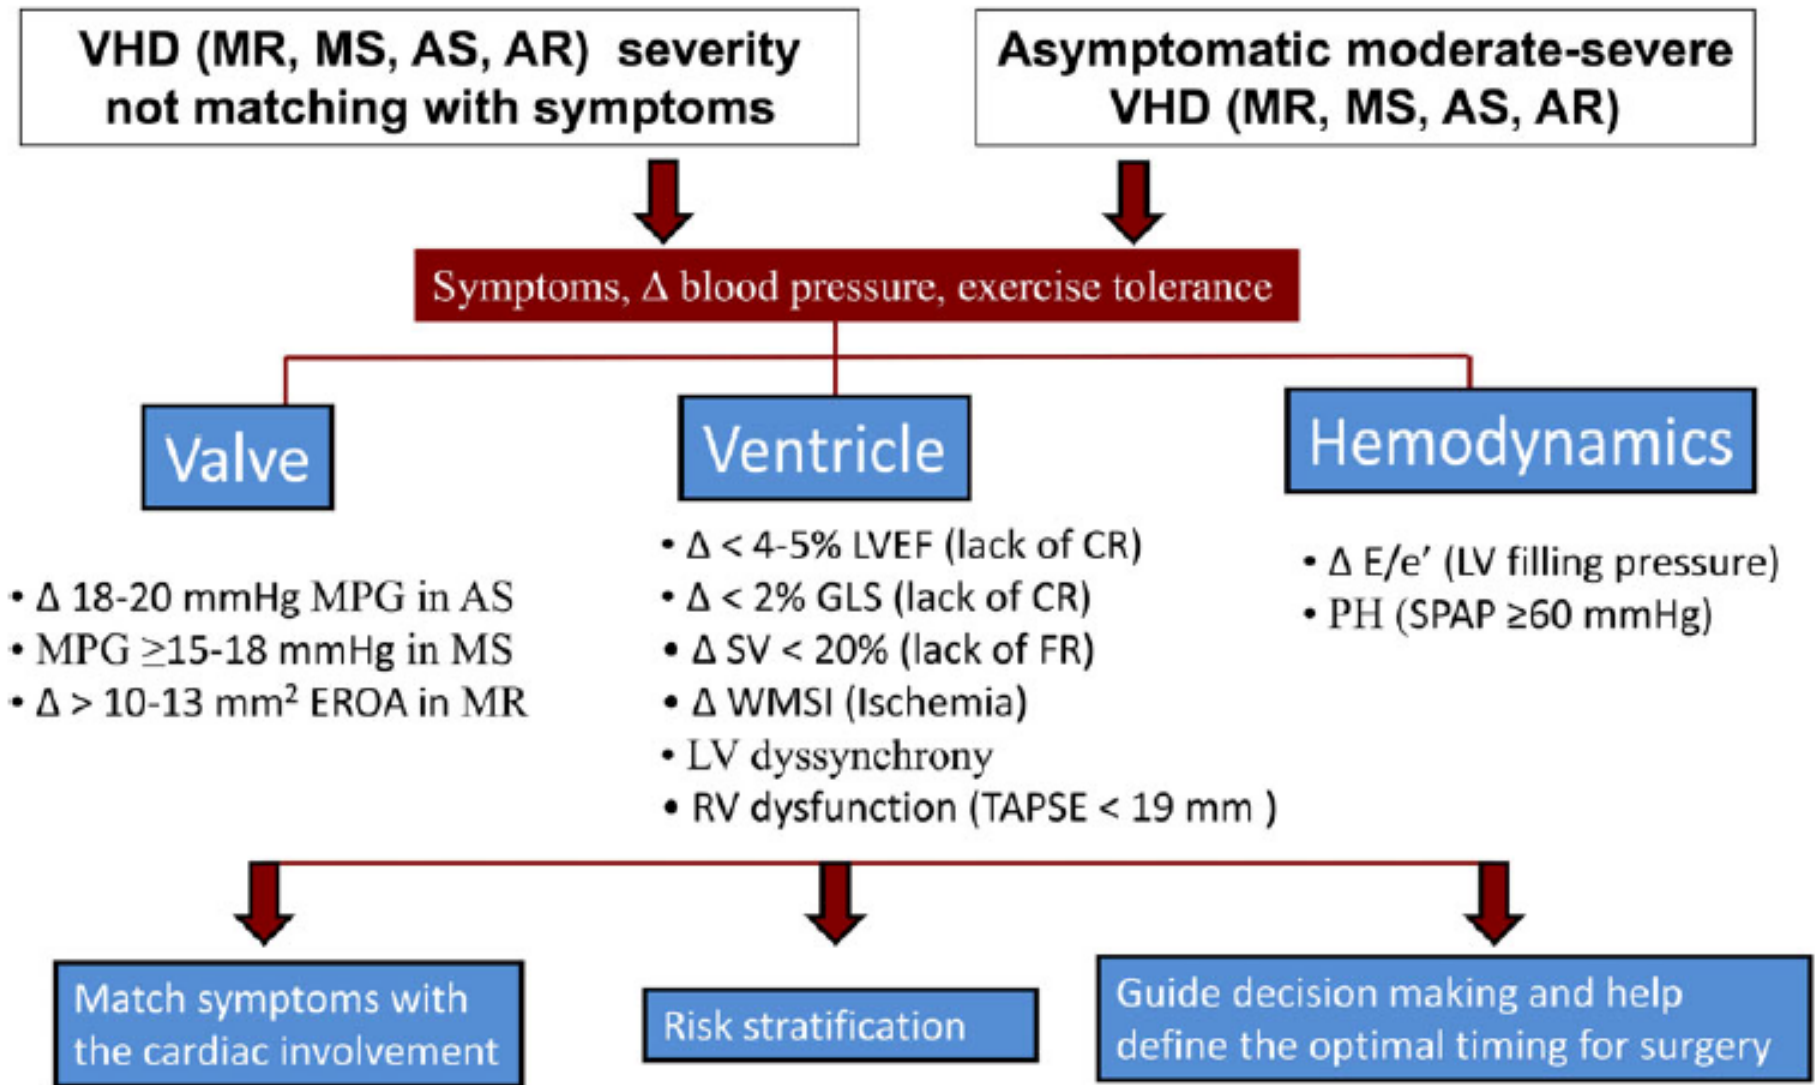 VHD (MR, MS, AS, AR) severity
not matching with symptoms
Asymptomatic moderate-severe
VHD (MR, MS, AS, AR)
Symptoms, Δ blood pressure, exercise tolerance
Valve
• Δ 18-20 mmHg MPG in AS
• MPG ≥15-18 mmHg in MS
• Δ > 10-13 mm² EROA in MR
Ventricle
• Δ < 4-5% LVEF (lack of CR)
• Δ < 2% GLS (lack of CR)
• Δ SV < 20% (lack of FR)
• Δ WMSI (Ischemia)
• LV dyssynchrony
• RV dysfunction (TAPSE < 19 mm )
Hemodynamics
• Δ E/e’ (LV filling pressure)
• PH (SPAP ≥60 mmHg)
Match symptoms with
the cardiac involvement
Risk stratification
Guide decision making and help
define the optimal timing for surgery